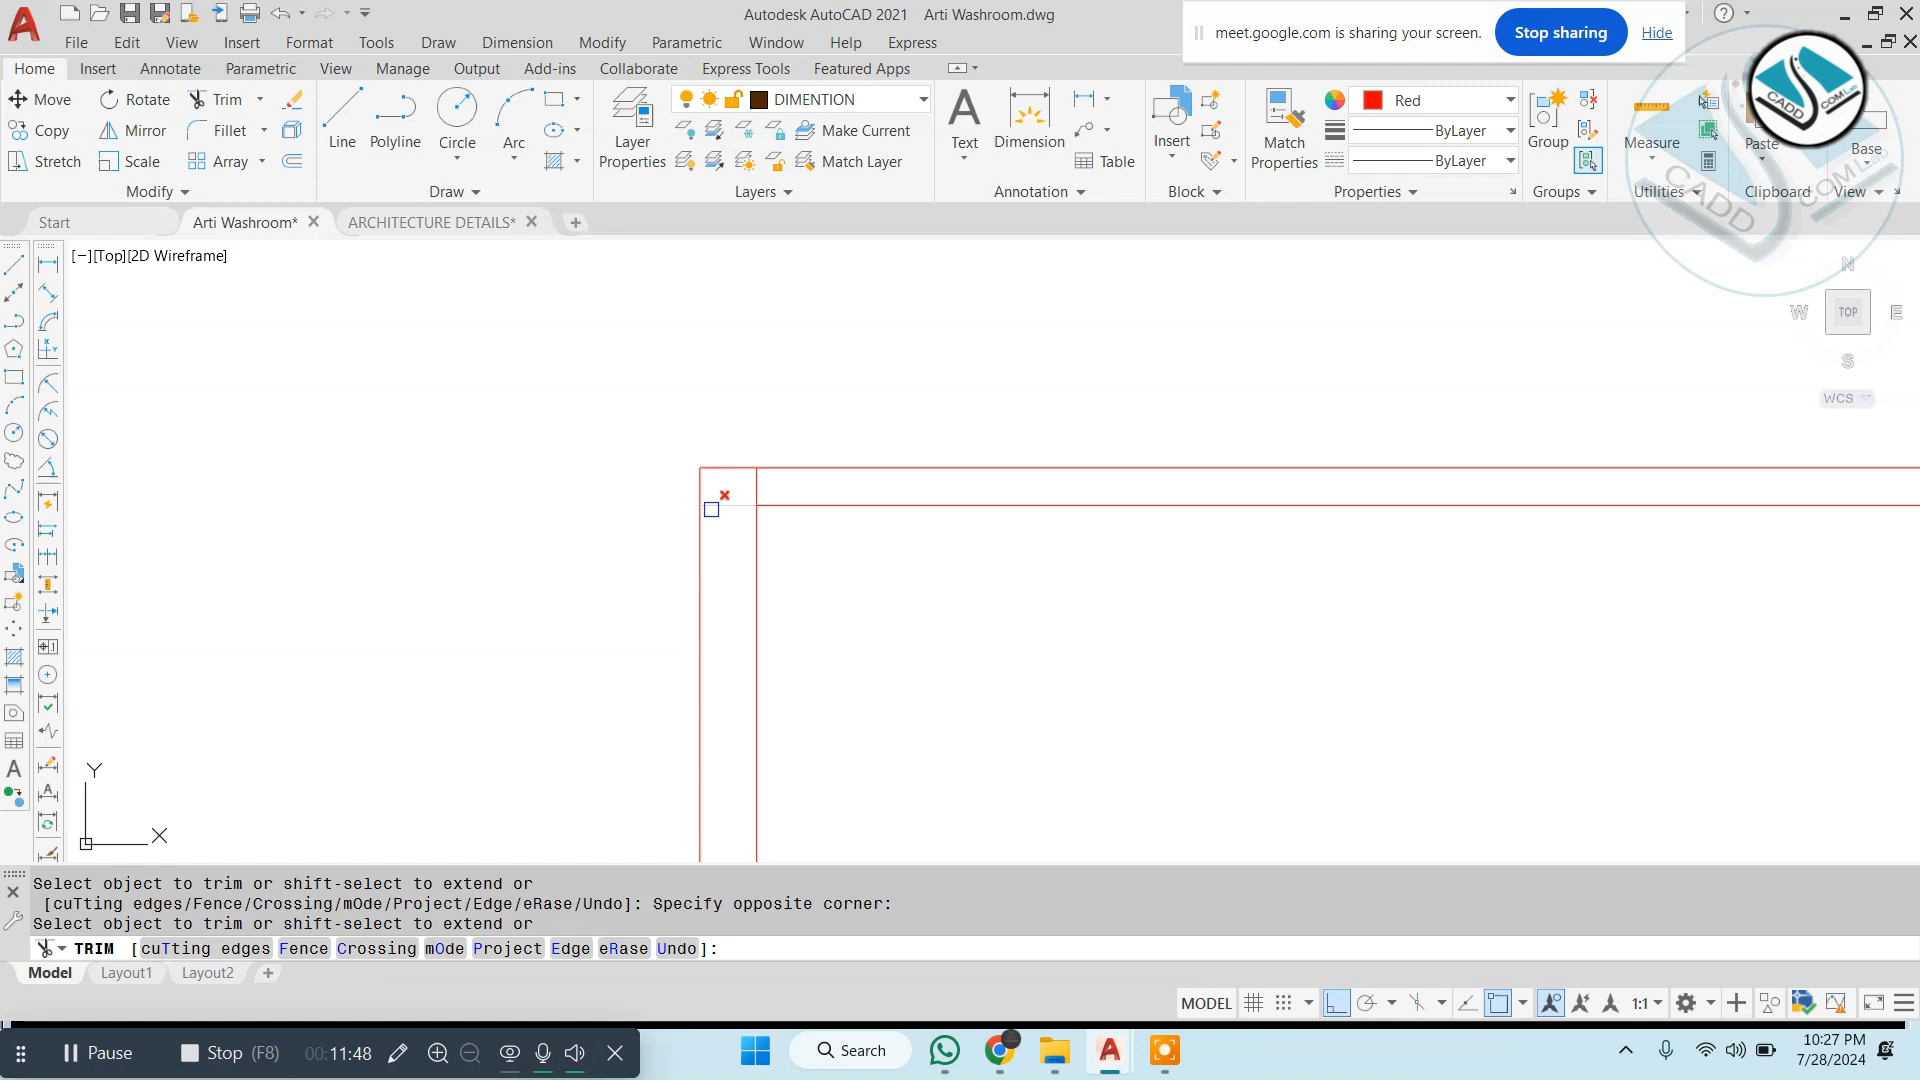 Autodesk AutoCAD 2021 Arti Washroom.dwg
meet.google.com is sharing your screen. Stop sharing Hide
File Edit View Insert Format Tools Draw Dimension Modify Parametric Window Help Express
Home Insert Annotate Parametric View Manage Output Add-ins Collaborate Express Tools Featured Apps
Move Rotate Trim
Copy Mirror Fillet
Stretch Scale Array
Modify
Line Polyline Circle Arc
Draw
Layer Properties
DIMENTION
Make Current
Match Layer
Layers
Text Dimension Table
Annotation
Insert
Block
Match Properties
Red
ByLayer
ByLayer
Properties
Group
Groups
Measure
Utilities
Paste
Clipboard
Base
View
CADD COM Lab
Start Arti Washroom* ARCHITECTURE DETAILS*
[−][Top][2D Wireframe]
N
W TOP E
S
WCS
Y
X
Select object to trim or shift-select to extend or
[cuTting edges/Fence/Crossing/mOde/Project/Edge/eRase/Undo]: Specify opposite corner:
Select object to trim or shift-select to extend or
TRIM [cuTting edges Fence Crossing mOde Project Edge eRase Undo]:
Model Layout1 Layout2
MODEL 1:1
Pause Stop (F8) 00:11:48
Search
10:27 PM
7/28/2024